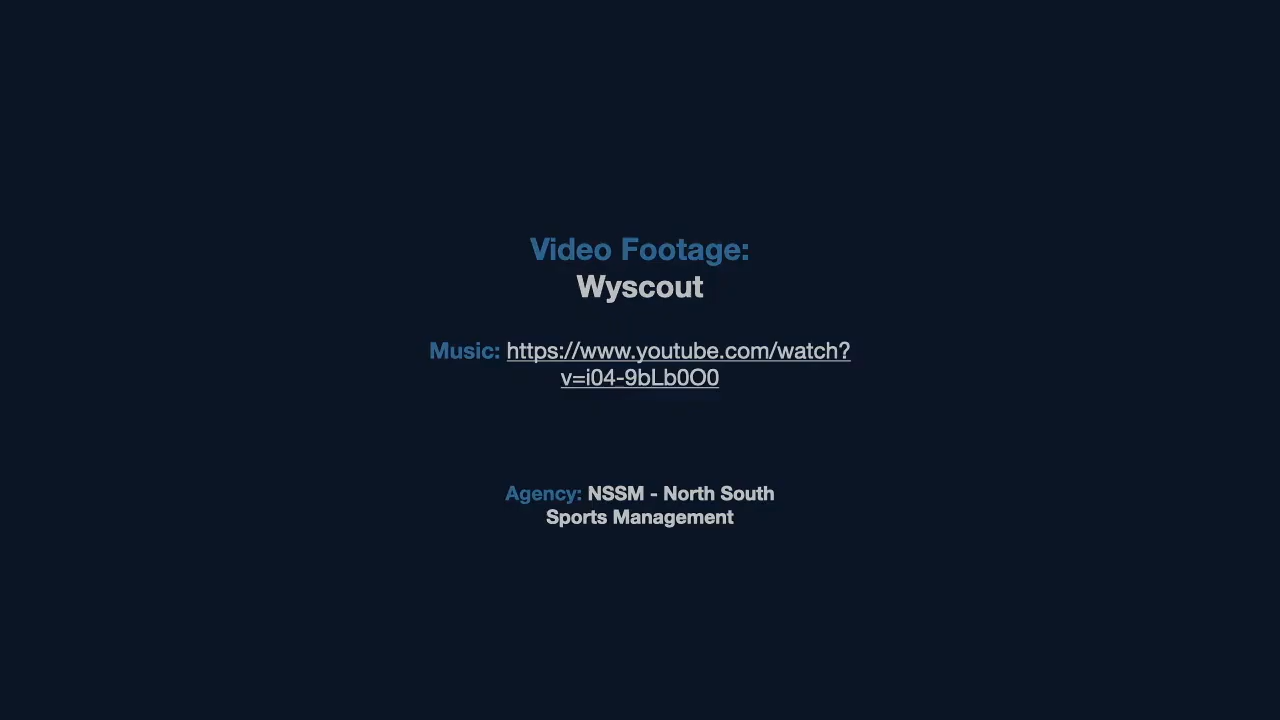 Video Footage:
Wyscout
Music: https://www.youtube.com/watch?
v=i04-9bLb0O0
Agency: NSSM - North South
Sports Management